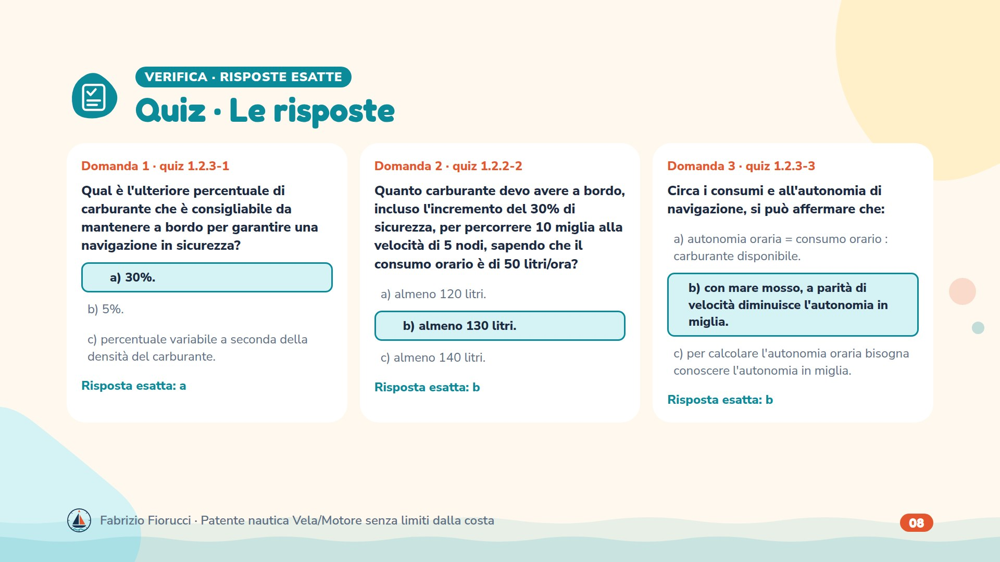 VERIFICA · RISPOSTE ESATTE
Quiz · Le risposte
Domanda 1 · quiz 1.2.3-1
Qual è l'ulteriore percentuale di
carburante che è consigliabile da
mantenere a bordo per garantire una
navigazione in sicurezza?
a) 30%.
b) 5%.
c) percentuale variabile a seconda della
densità del carburante.
Risposta esatta: a
Domanda 2 · quiz 1.2.2-2
Quanto carburante devo avere a bordo,
incluso l'incremento del 30% di
sicurezza, per percorrere 10 miglia alla
velocità di 5 nodi, sapendo che il
consumo orario è di 50 litri/ora?
a) almeno 120 litri.
b) almeno 130 litri.
c) almeno 140 litri.
Risposta esatta: b
Domanda 3 · quiz 1.2.3-3
Circa i consumi e all'autonomia di
navigazione, si può affermare che:
a) autonomia oraria = consumo orario :
carburante disponibile.
b) con mare mosso, a parità di
velocità diminuisce l'autonomia in
miglia.
c) per calcolare l'autonomia oraria bisogna
conoscere l'autonomia in miglia.
Risposta esatta: b
Fabrizio Fiorucci · Patente nautica Vela/Motore senza limiti dalla costa
08